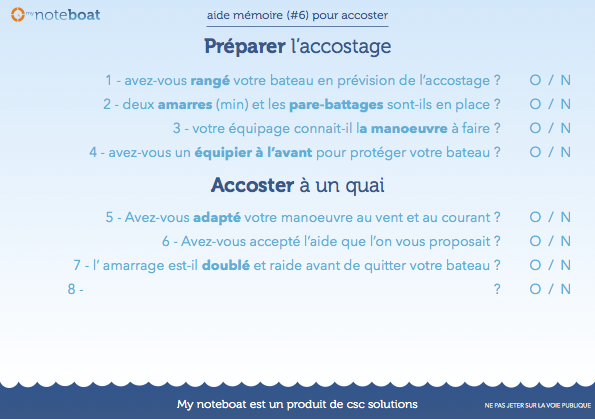 my noteboat
aide mémoire (#6) pour accoster
Préparer l'accostage
1 - avez-vous rangé votre bateau en prévision de l'accostage ? O / N
2 - deux amarres (min) et les pare-battages sont-ils en place ? O / N
3 - votre équipage connait-il la manoeuvre à faire ? O / N
4 - avez-vous un équipier à l'avant pour protéger votre bateau ? O / N
Accoster à un quai
5 - Avez-vous adapté votre manoeuvre au vent et au courant ? O / N
6 - Avez-vous accepté l'aide que l'on vous proposait ? O / N
7 - l' amarrage est-il doublé et raide avant de quitter votre bateau ? O / N
8 - ? O / N
My noteboat est un produit de csc solutions
NE PAS JETER SUR LA VOIE PUBLIQUE